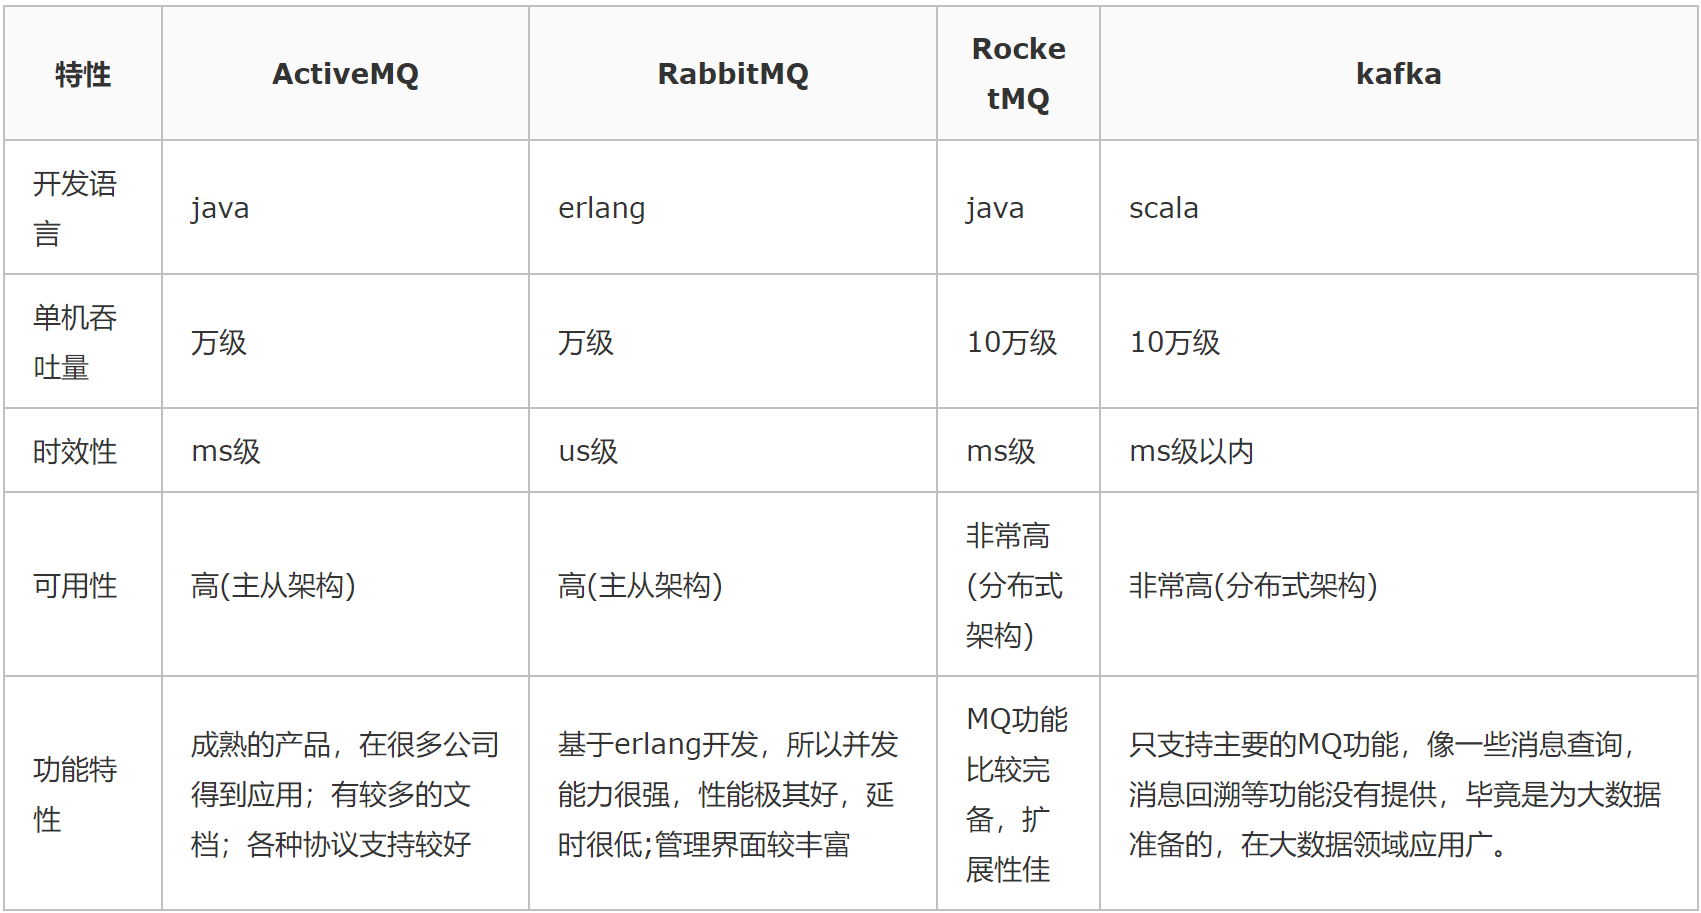 特性
ActiveMQ
RabbitMQ
Rocke
tMQ
kafka
开发语
言
java
erlang
java
scala
单机吞
吐量
万级
万级
10万级
10万级
时效性
ms级
us级
ms级
ms级以内
可用性
高(主从架构)
高(主从架构)
非常高
(分布式
架构)
非常高(分布式架构)
功能特
性
成熟的产品，在很多公司
得到应用；有较多的文
档；各种协议支持较好
基于erlang开发，所以并发
能力很强，性能极其好，延
时很低;管理界面较丰富
MQ功能
比较完
备，扩
展性佳
只支持主要的MQ功能，像一些消息查询，
消息回溯等功能没有提供，毕竟是为大数据
准备的，在大数据领域应用广。